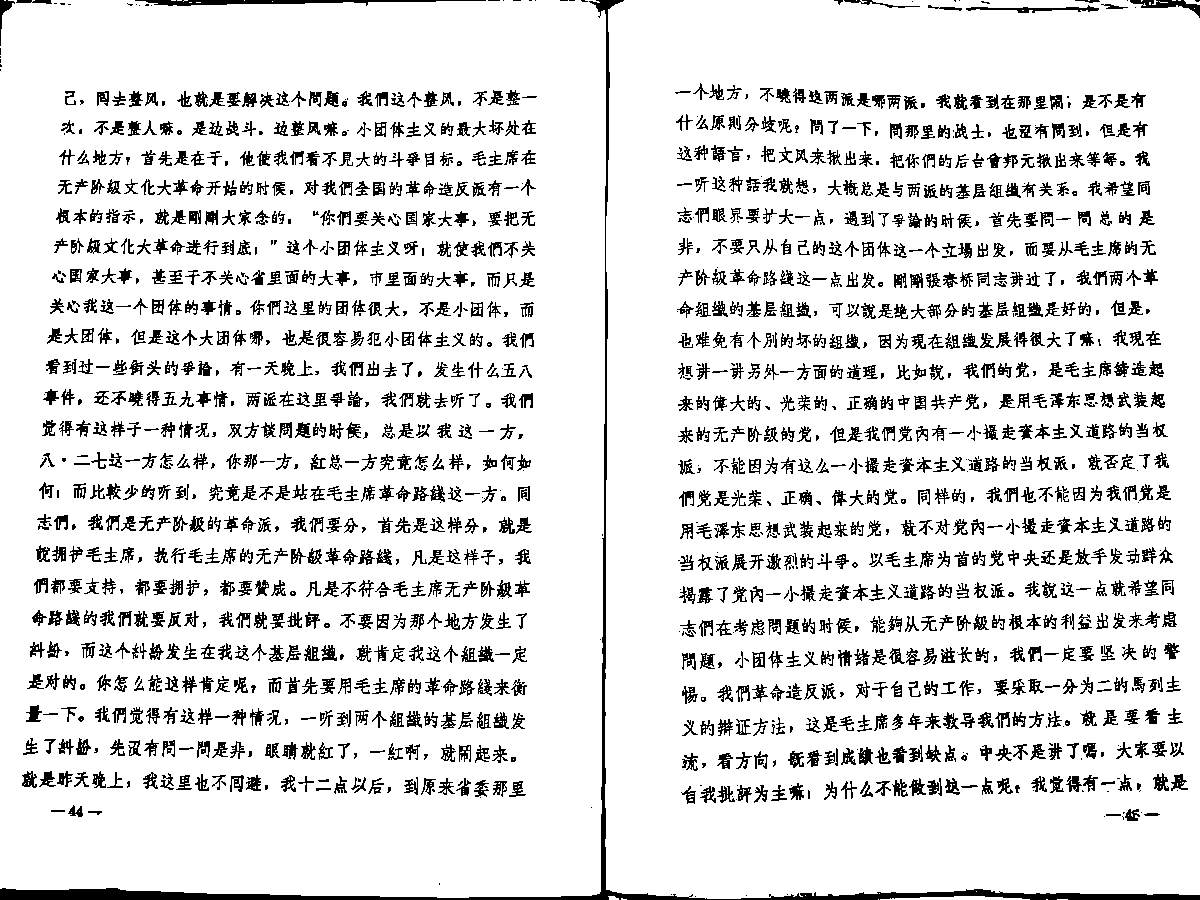 己，同去整风，也就是要解决这个問题。我們这个整风，不是整一
次，不是整人嘛。是边战斗，边整风嘛。小团体主义的最大坏处在
什么地方？首先是在于，他使我們看不見大的斗爭目标。毛主席在
无产阶級文化大革命开始的时候，对我們全国的革命造反派有一个
根本的指示，就是刚刚大家念的，“你們要关心国家大事，要把无
产阶級文化大革命进行到底！”这个小团体主义呀！就使我們不关
心国家大事，甚至于不关心省里面的大事，市里面的大事，而只是
关心我这一个团体的事情。你們这里的团体很大，不是小团体，而
是大团体，但是这个大团体哪，也是很容易犯小团体主义的。我們
看到过一些街头的爭論，有一天晚上，我們出去了，发生什么五八
事件，还不曉得五九事情，两派在这里爭論，我們就去听了。我們
觉得有这样子一种情况，双方談問題的时候，总是以我这一方，
八·二七这一方怎么样，你那一方，紅总一方究竟怎么样，如何如
何；而比較少的听到，究竟是不是站在毛主席革命路綫这一方。同
志們，我們是无产阶級的革命派，我們要分，首先是这样分，就是
說拥护毛主席，执行毛主席的无产阶級革命路綫，凡是这样子，我
們都要支持，都要拥护，都要贊成。凡是不符合毛主席无产阶級革
命路綫的我們就要反对，我們就要批評。不要因为那个地方发生了
糾紛，而这个糾紛发生在我这个基层組織，就肯定我这个組織一定
是对的。你怎么能这样肯定呢？而首先要用毛主席的革命路綫来衡
量一下。我們觉得有这样一种情况，一听到两个組織的基层組織发
生了糾紛，先沒有問一問是非，眼睛就紅了，一紅啊，就鬧起来。
就是昨天晚上，我这里也不回避，我十二点以后，到原来省委那里
—44—
一个地方，不曉得这两派是哪两派。我就看到在那里鬧；是不是有
什么原則分歧呢？問了一下，問那里的战士，也沒有問到，但是有
这种語言，把文风来揪出来，把你們的后台曾邦元揪出来等等。我
一听这种話我就想，大概总是与两派的基层組織有关系。我希望同
志們眼界要扩大一点，遇到了爭論的时候，首先要問一問总的是
非，不要只从自己的这个团体这一个立場出发，而要从毛主席的无
产阶級革命路綫这一点出发。刚刚張春桥同志讲过了，我們两个革
命組織的基层組織，可以說是絕大部分的基层組織是好的，但是，
也难免有个別的坏的組織，因为現在組織发展得很大了嘛；我現在
想讲一讲另外一方面的道理，比如說，我們的党，是毛主席締造起
来的偉大的、光荣的、正确的中国共产党，是用毛泽东思想武装起
来的无产阶級的党，但是我們党內有一小撮走資本主义道路的当权
派，不能因为有这么一小撮走資本主义道路的当权派，就否定了我
們党是光荣、正确、偉大的党。同样的，我們也不能因为我們党是
用毛澤东思想武装起来的党，就不对党內一小撮走資本主义道路的
当权派展开激烈的斗爭。以毛主席为首的党中央还是放手发动群众
揭露了党內一小撮走資本主义道路的当权派。我就这一点就希望同
志們在考虑問題的时候，能夠从无产阶級的根本的利益出发来考虑
問題，小团体主义的情緒是很容易滋长的，我們一定要坚决的警
惕。我們革命造反派，对于自己的工作，要采取一分为二的馬列主
义的辯证方法，这是毛主席多年来教导我們的方法。就是要看主
流，看方向，既看到成績也看到缺点。中央不是讲了嗎，大家要以
自我批評为主嘛；为什么不能做到这一点呢？我觉得有一点，就是
—45—